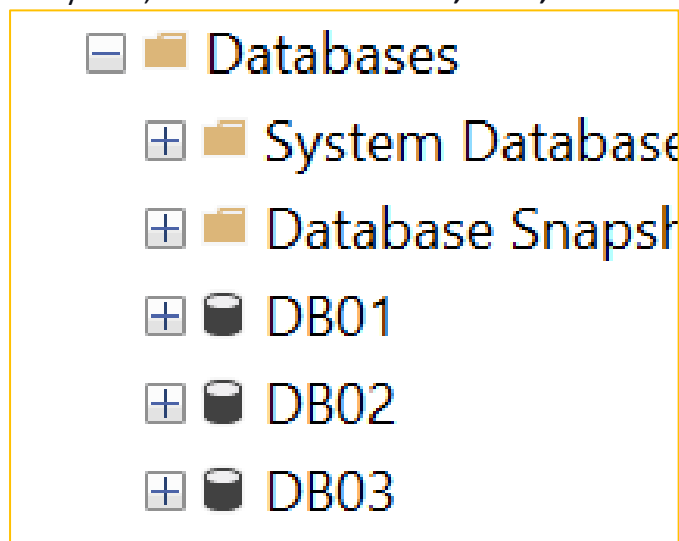 Databases
System Database
Database Snapsh
DB01
DB02
DB03